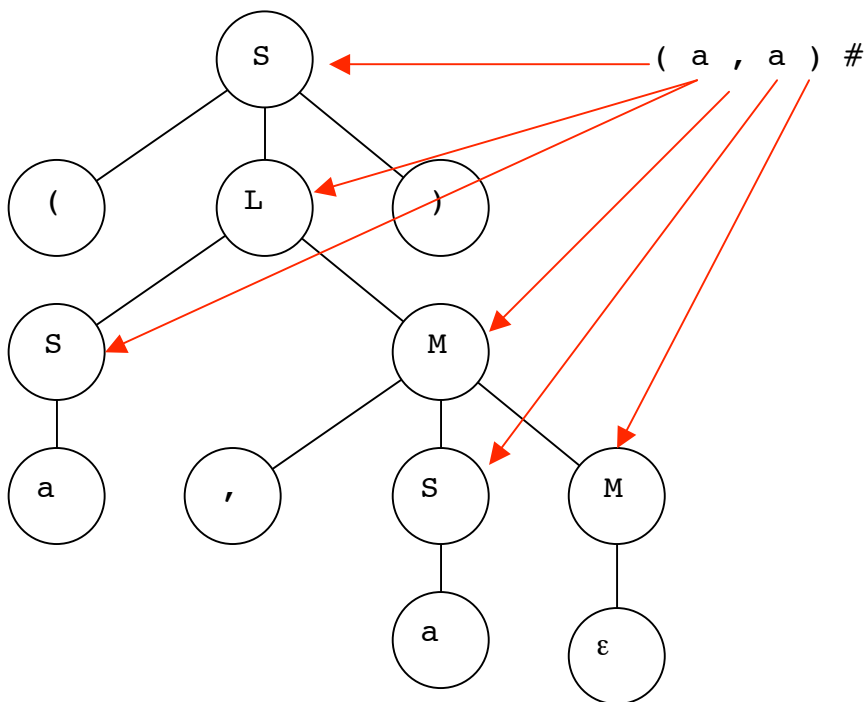 S ( a , a ) #
( L )
S M
a , S M
a ε